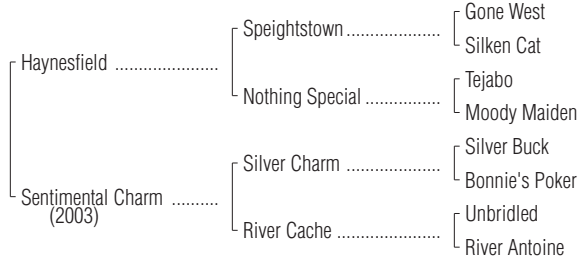 Gone West
Speightstown ....................
Silken Cat
Haynesfield ......................
Tejabo
Nothing Special ................
Moody Maiden
Silver Buck
Silver Charm ....................
Bonnie's Poker
Sentimental Charm ..........
(2003)
Unbridled
River Cache ......................
River Antoine